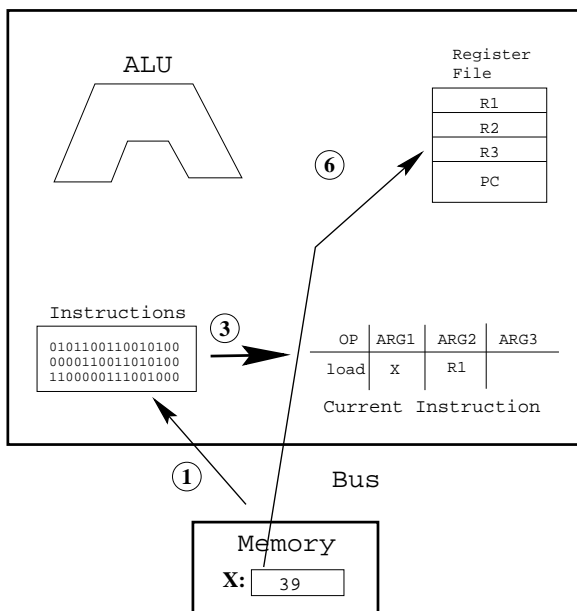 ALU
Register
File
R1
R2
R3
PC
6
Instructions
0101100110010100
0000110011010100
1100000111001000
3
OP ARG1 ARG2 ARG3
load X R1
Current Instruction
1
Bus
Memory
X: 39